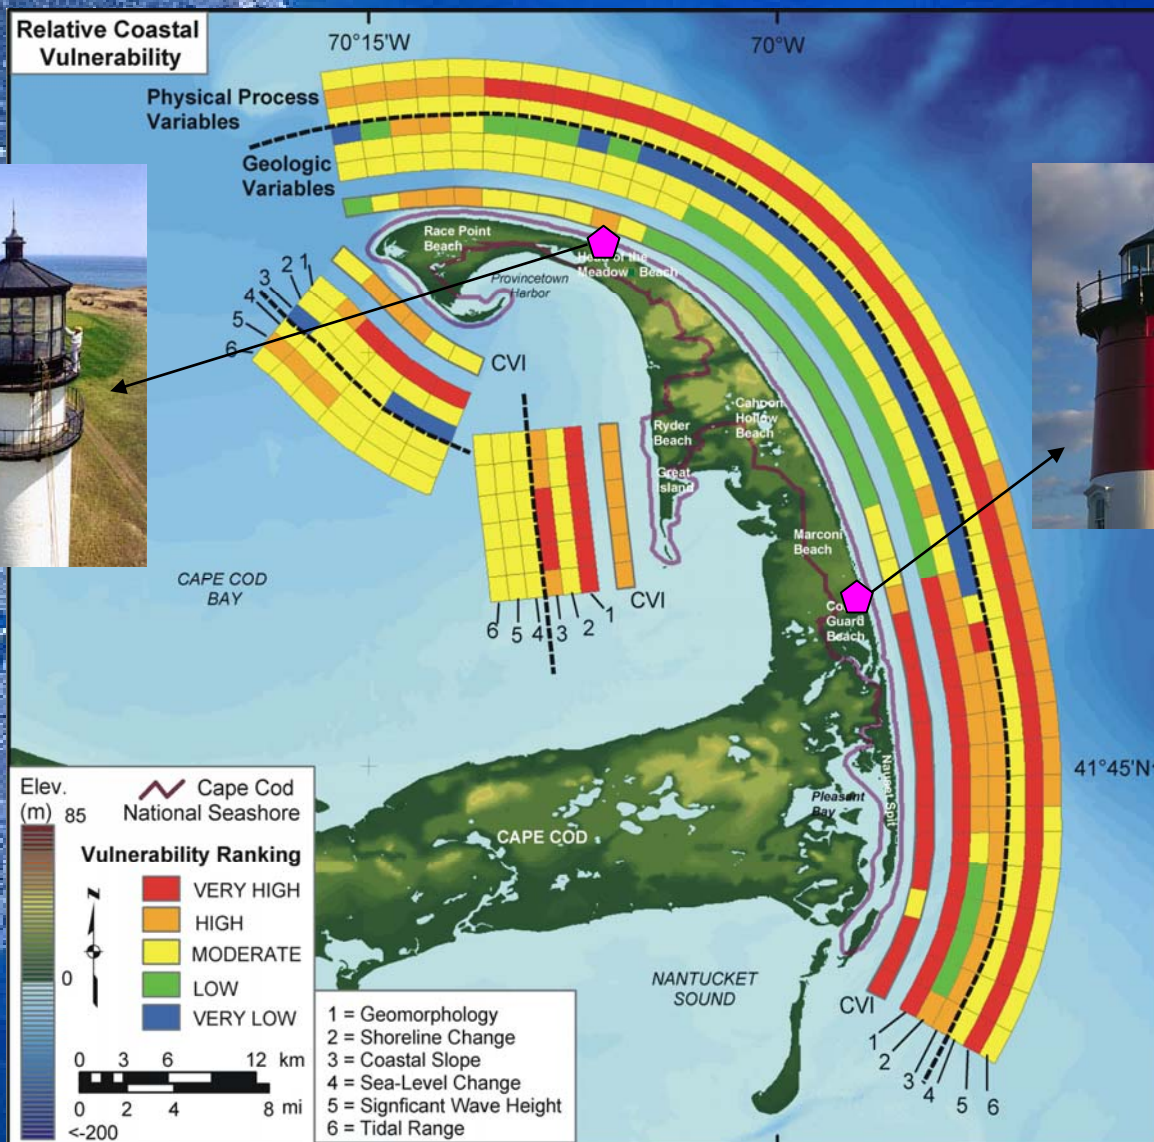 Relative Coastal
Vulnerability
70°15'W
70°W
Physical Process
Variables
Geologic
Variables
Race Point
Beach
Head of the
Meadow Beach
Provincetown
Harbor
1
2
3
4
5
6
CVI
Cahoon
Hollow
Beach
Ryder
Beach
Great
Island
Marconi
Beach
CAPE COD
BAY
CVI
6 5 4 3 2 1
Coast
Guard
Beach
41°45'N
Nauset Spit
Pleasant
Bay
CAPE COD
NANTUCKET
SOUND
CVI
1
2
3
4
5
6
Elev.
(m) 85
0
<-200
Cape Cod
National Seashore
Vulnerability Ranking
VERY HIGH
HIGH
MODERATE
LOW
VERY LOW
N
0 3 6 12 km
0 2 4 8 mi
1 = Geomorphology
2 = Shoreline Change
3 = Coastal Slope
4 = Sea-Level Change
5 = Signficant Wave Height
6 = Tidal Range